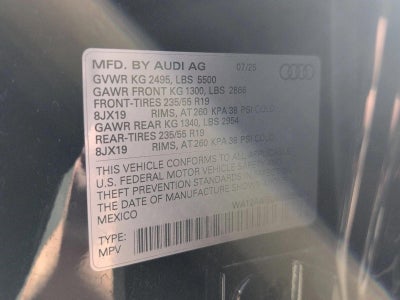 MFD. BY AUDI AG 07/25
GVWR KG 2495, LBS 5500
GAWR FRONT KG 1300, LBS 2866
FRONT-TIRES 235/55 R19
8JX19 RIMS, AT 260 KPA 38 PSI COLD
GAWR REAR KG 1340, LBS 2954
REAR-TIRES 235/55 R19
8JX19 RIMS, AT 260 KPA 38 PSI COLD
THIS VEHICLE CONFORMS TO ALL APPLICABLE
U.S. FEDERAL MOTOR VEHICLE SAFETY
THEFT PREVENTION STANDARDS
THE DATE OF MANUFACTURE SHOWN
MEXICO
TYPE:
MPV